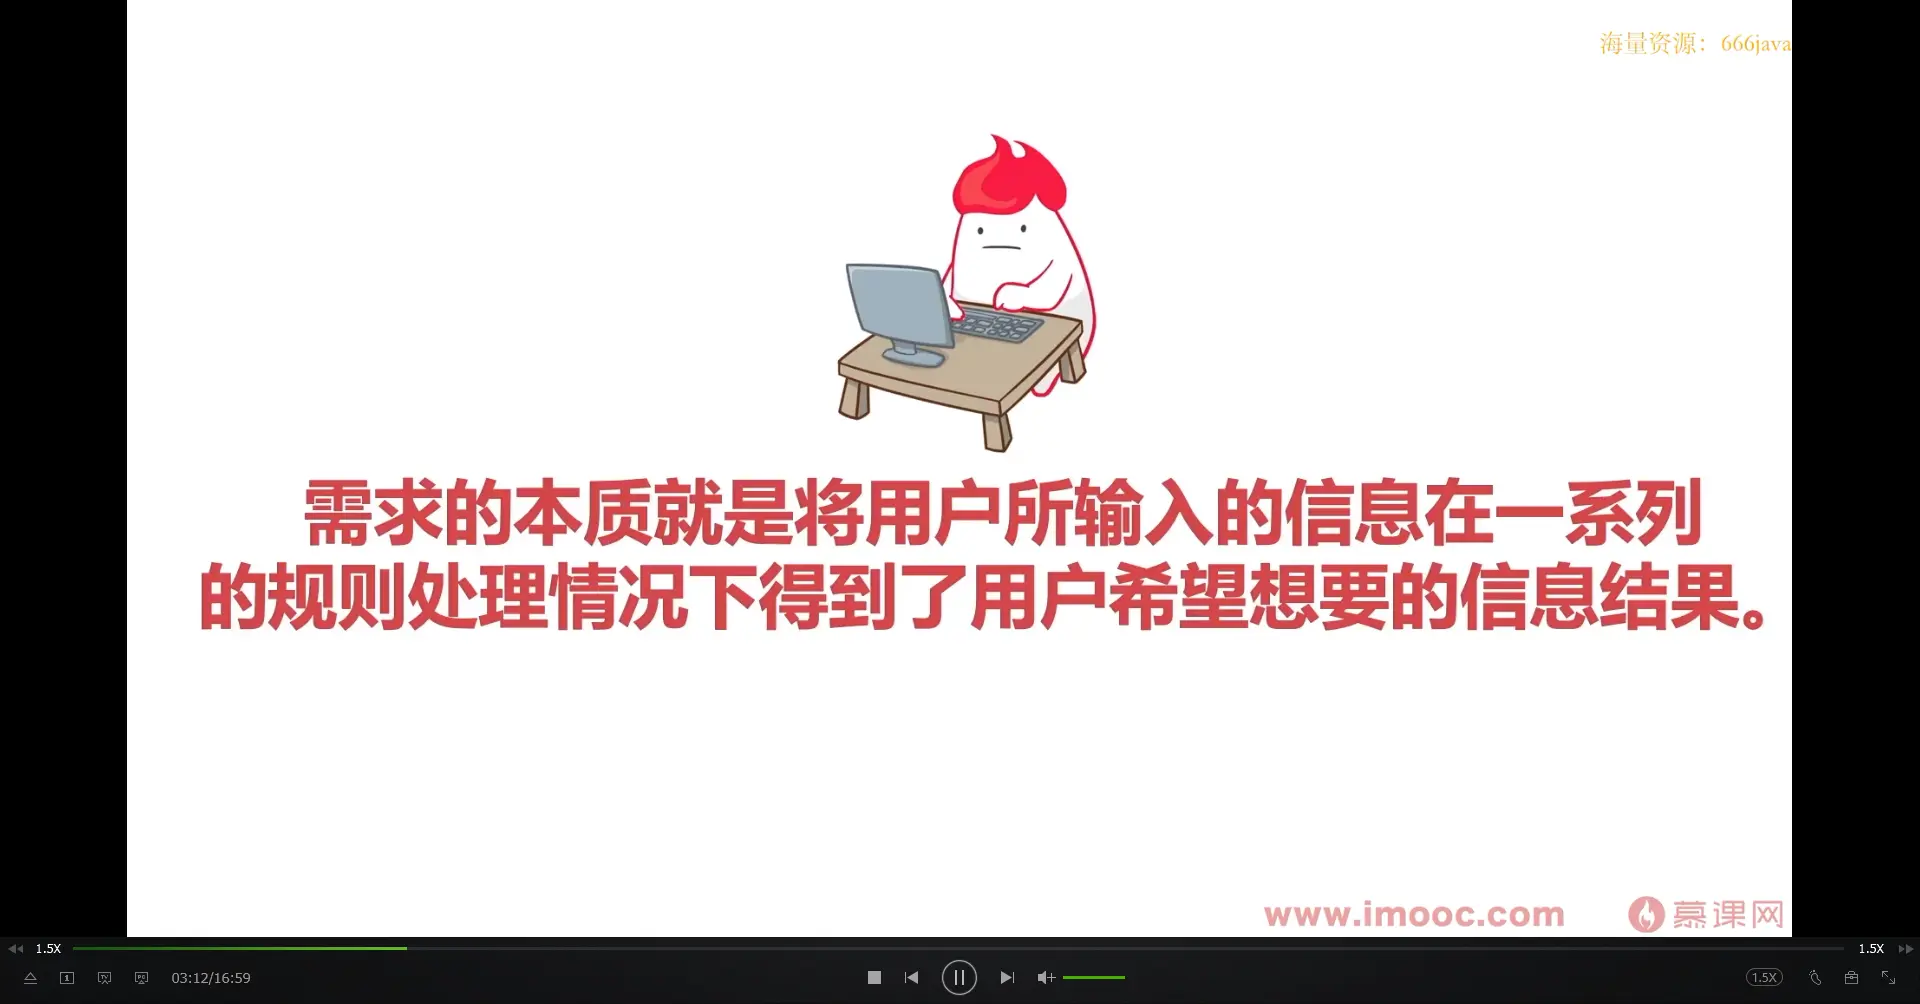 海量资源：666java
需求的本质就是将用户所输入的信息在一系列
的规则处理情况下得到了用户希望想要的信息结果。
www.imooc.com 慕课网
1.5X 1.5X
1 TV PC 03:12/16:59 1.5X